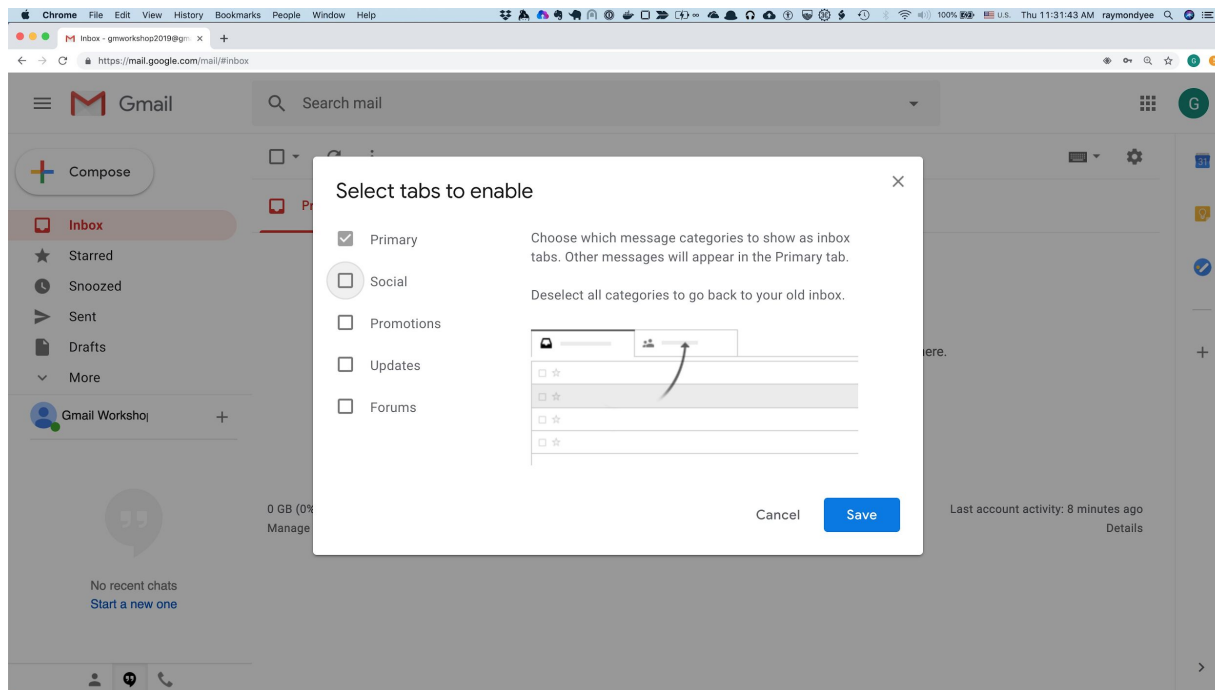 Chrome File Edit View History Bookmarks People Window Help 100% U.S. Thu 11:31:43 AM raymondyee
Inbox - gmworkshop2019@gm
https://mail.google.com/mail/#inbox
Gmail
Search mail
G
Compose
Inbox
Starred
Snoozed
Sent
Drafts
More
Gmail Workshop
No recent chats
Start a new one
Pr
Select tabs to enable
Primary
Social
Promotions
Updates
Forums
Choose which message categories to show as inbox
tabs. Other messages will appear in the Primary tab.
Deselect all categories to go back to your old inbox.
Cancel
Save
here.
0 GB (0%
Manage
Last account activity: 8 minutes ago
Details
31